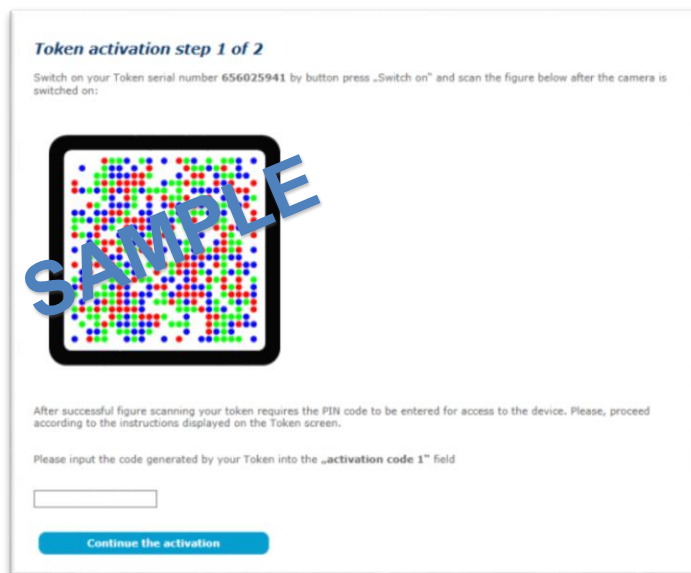 Token activation step 1 of 2
Switch on your Token serial number 656025941 by button press „Switch on" and scan the figure below after the camera is
switched on:
SAMPLE
After successful figure scanning your token requires the PIN code to be entered for access to the device. Please, proceed
according to the instructions displayed on the Token screen.
Please input the code generated by your Token into the „activation code 1" field
Continue the activation